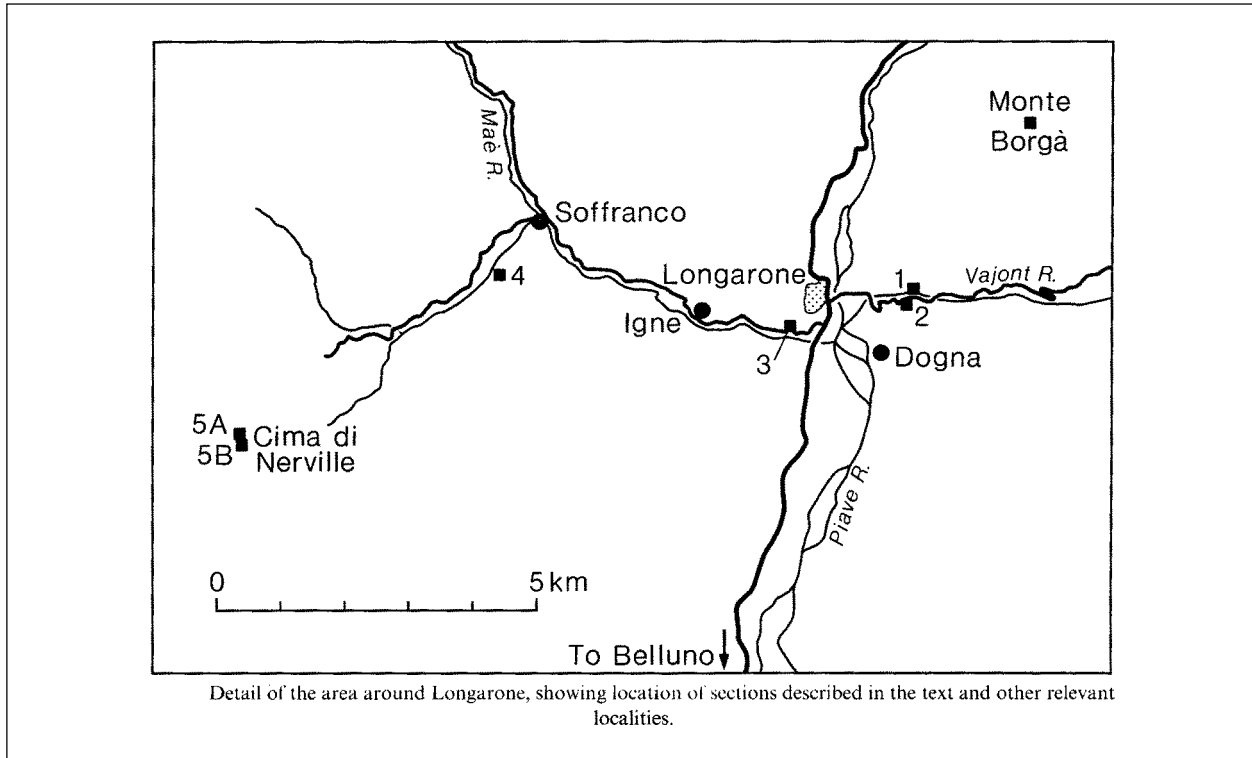 Monte
Borgà
Maè R.
Soffranco
4
Longarone
1
Vajont R.
2
Igne
3
Dogna
5A
Cima di
5B
Nerville
Piave R.
0
5 km
To Belluno
Detail of the area around Longarone, showing location of sections described in the text and other relevant
localities.